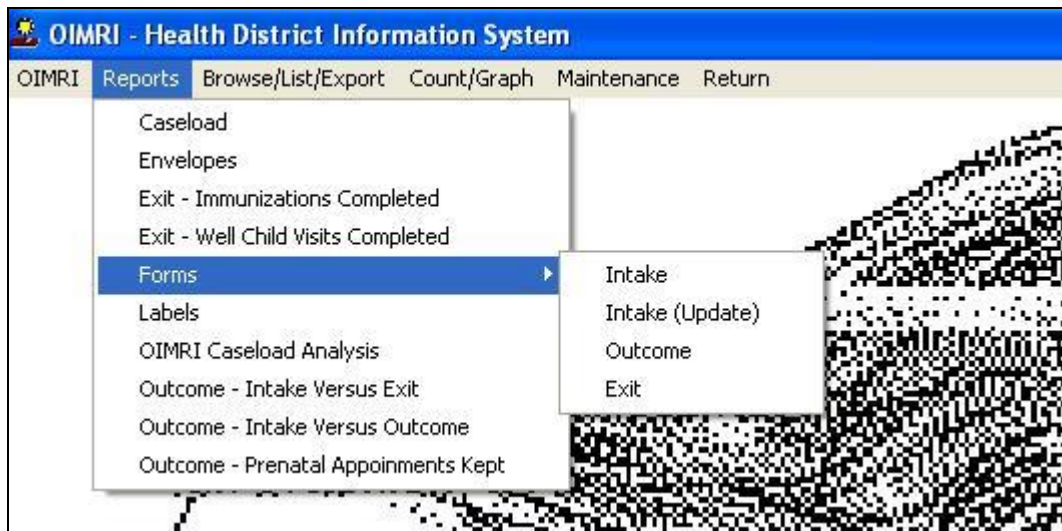 OIMRI - Health District Information System
OIMRI Reports Browse/List/Export Count/Graph Maintenance Return
Caseload
Envelopes
Exit - Immunizations Completed
Exit - Well Child Visits Completed
Forms
Labels
OIMRI Caseload Analysis
Outcome - Intake Versus Exit
Outcome - Intake Versus Outcome
Outcome - Prenatal Appoinments Kept
Intake
Intake (Update)
Outcome
Exit